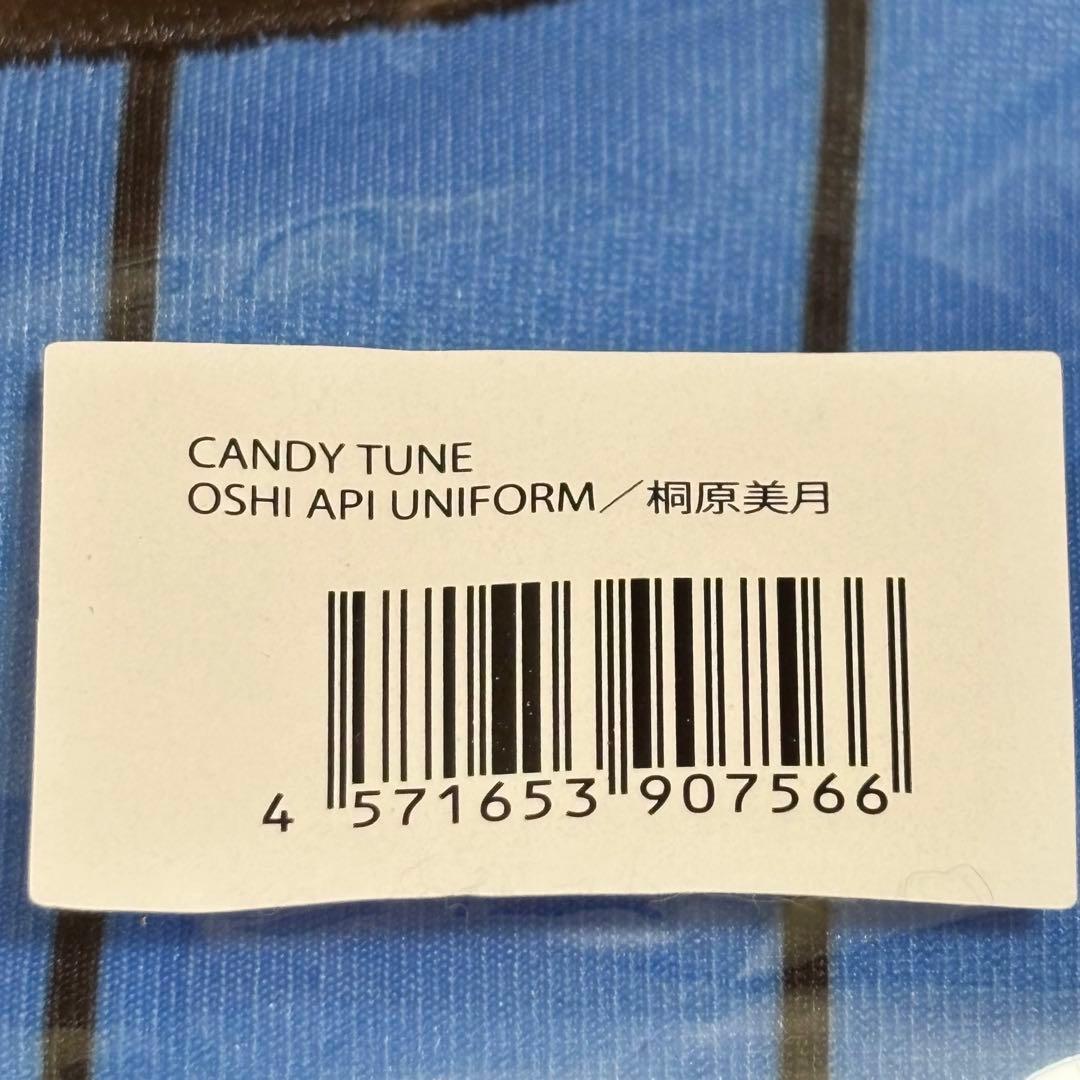 CANDY TUNE
OSHI API UNIFORM／桐原美月
4 571653 907566